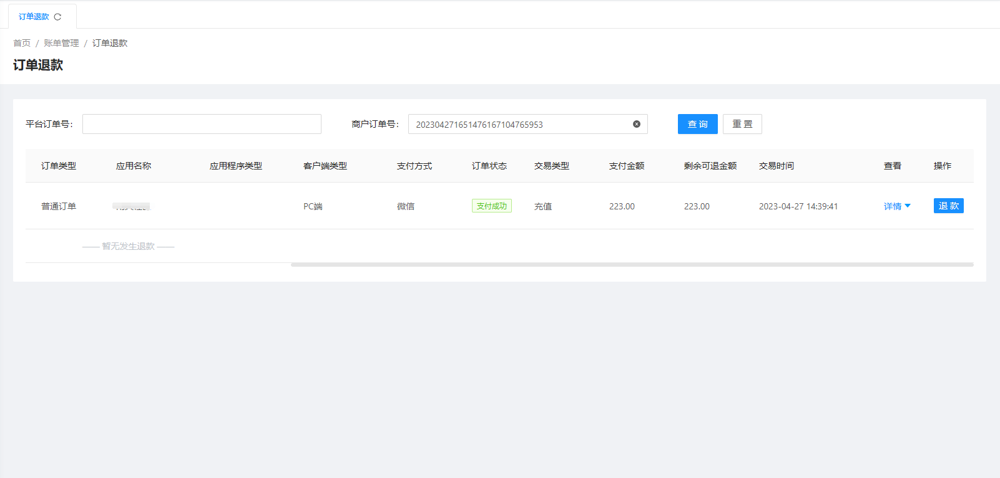 订单退款
首页 / 账单管理 / 订单退款
订单退款
平台订单号： 商户订单号： 20230427165147616710476​5953 查 询 重 置
订单类型 应用名称 应用程序类型 客户端类型 支付方式 订单状态 交易类型 支付金额 剩余可退金额 交易时间 查看 操作
普通订单 PC端 微信 支付成功 充值 223.00 223.00 2023-04-27 14:39:41 详情 退 款
暂无发生退款